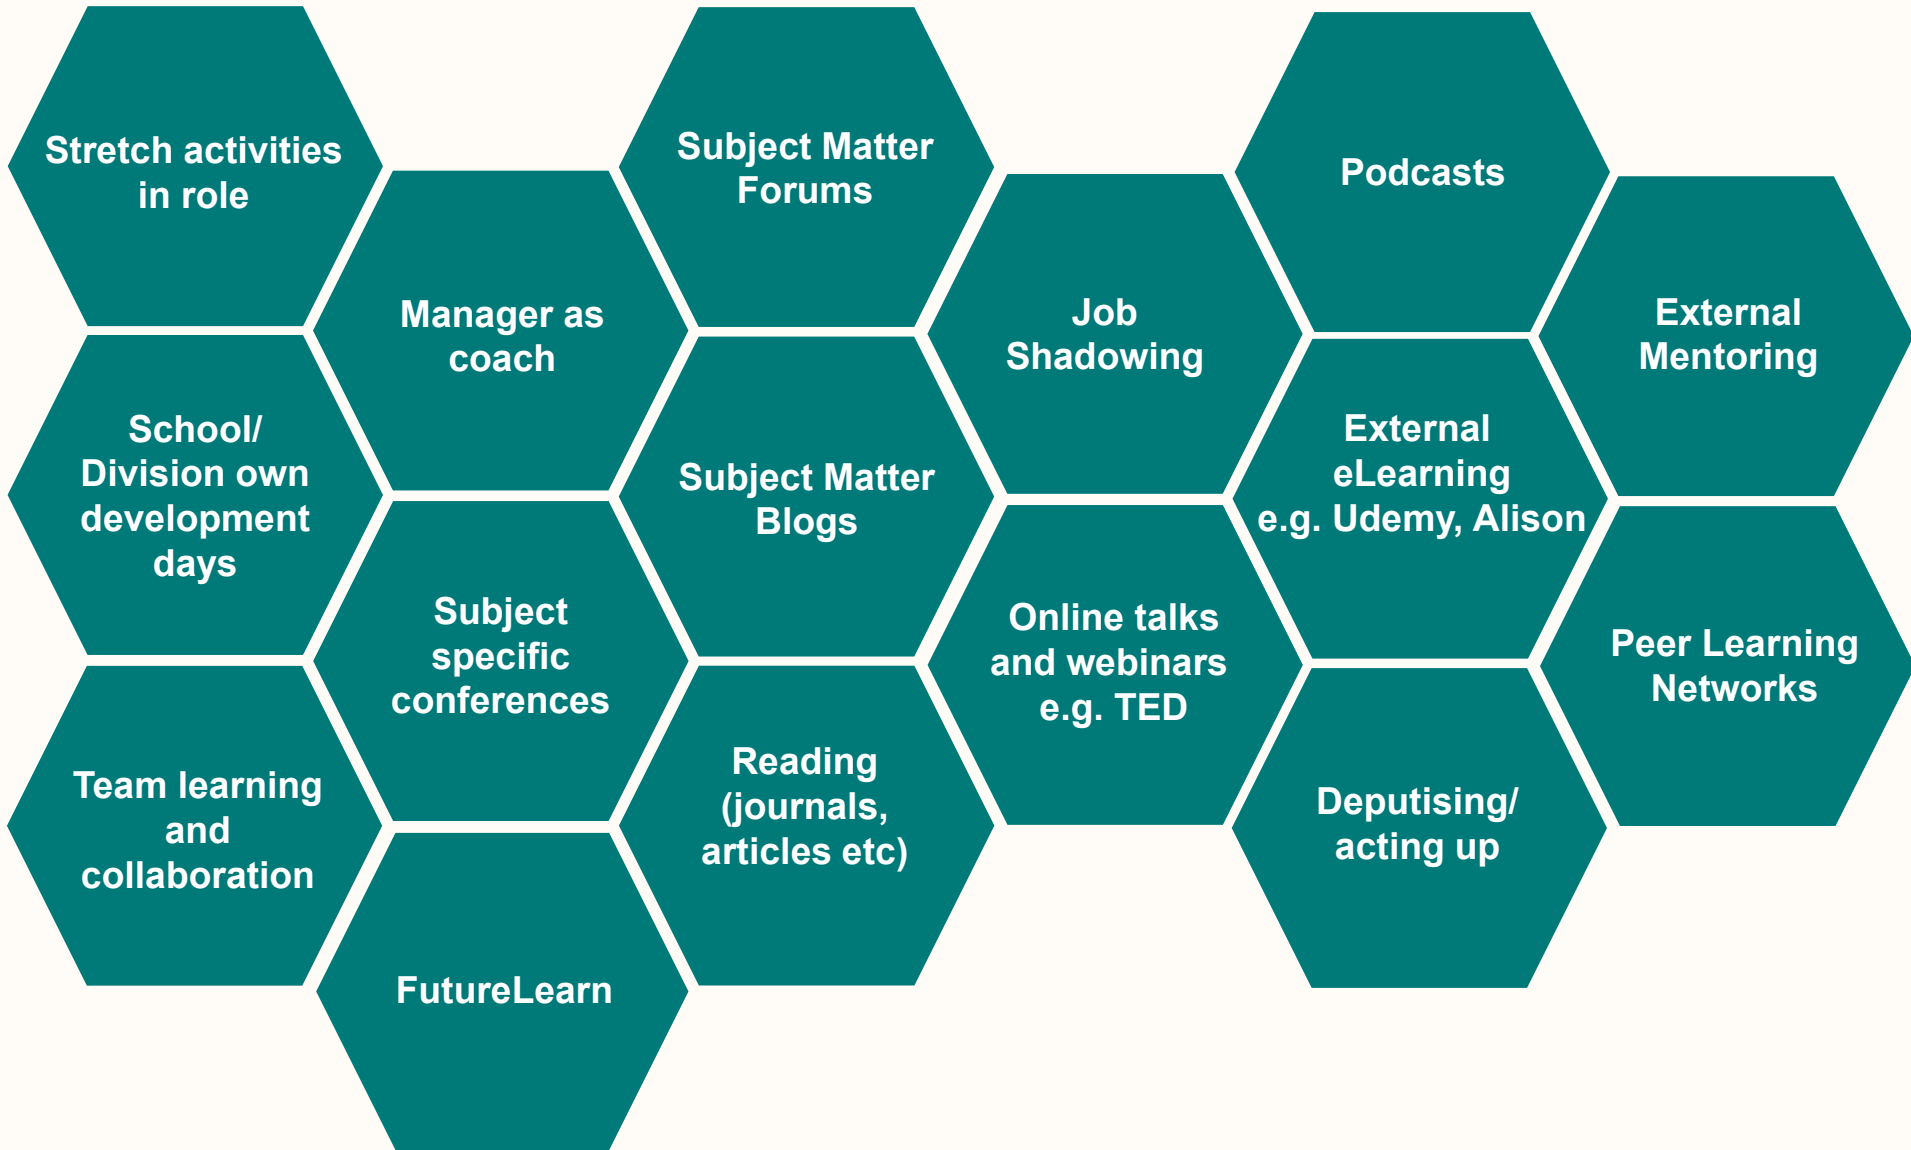 Stretch activities
in role
School/
Division own
development
days
Team learning
and
collaboration
Manager as
coach
Subject
specific
conferences
FutureLearn
Subject Matter
Forums
Subject Matter
Blogs
Reading
(journals,
articles etc)
Job
Shadowing
Online talks
and webinars
e.g. TED
Podcasts
External
eLearning
e.g. Udemy, Alison
Deputising/
acting up
External
Mentoring
Peer Learning
Networks